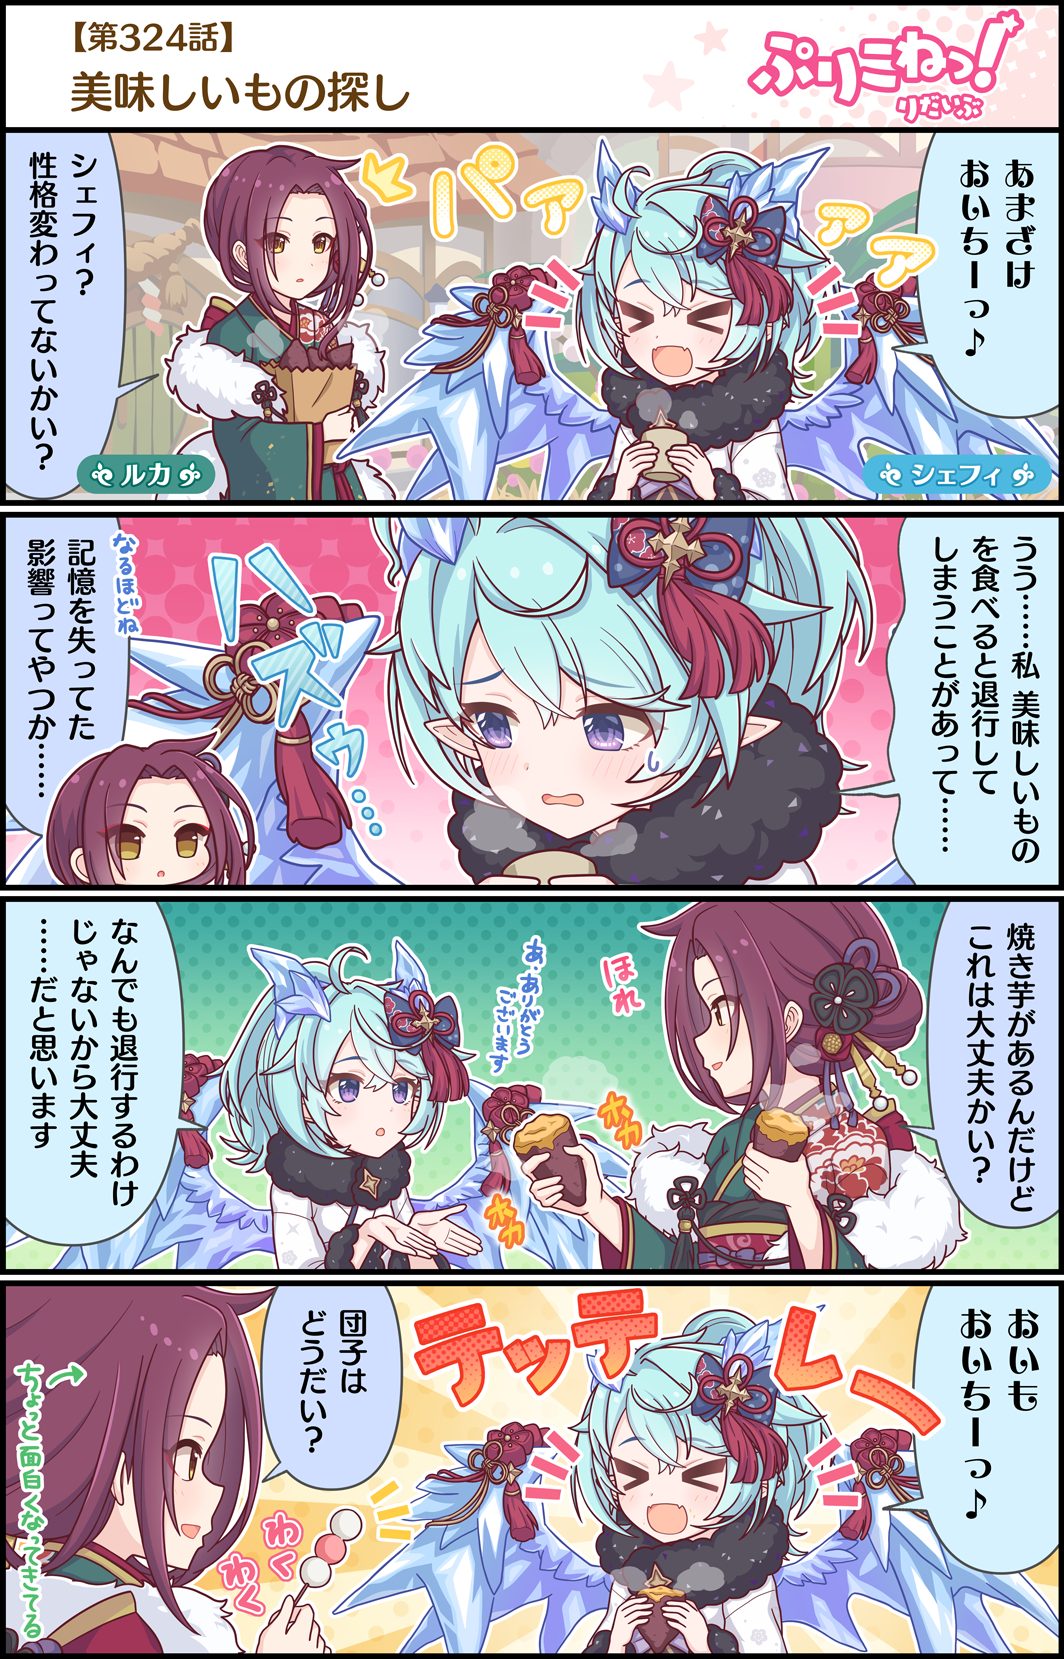 【第324話】
美味しいもの探し
ぷりこねっ!
りだいぶ
あまざけ
おいちーっ♪
パァァァ
シェフィ?
性格変わってないかい?
ルカ
シェフィ
うう……私 美味しいもの
を食べると退行して
しまうことがあって……
ハズゥ…
なるほどね
記憶を失ってた
影響ってやつか……
焼き芋があるんだけど
これは大丈夫かい?
ほれ
ホカ
ホカ
あ、ありがとう
ございます
なんでも退行するわけ
じゃないから大丈夫
……だと思います
おいも
おいちーっ♪
テッテレー
団子は
どうだい?
わく
わく
ちょっと面白くなってきてる